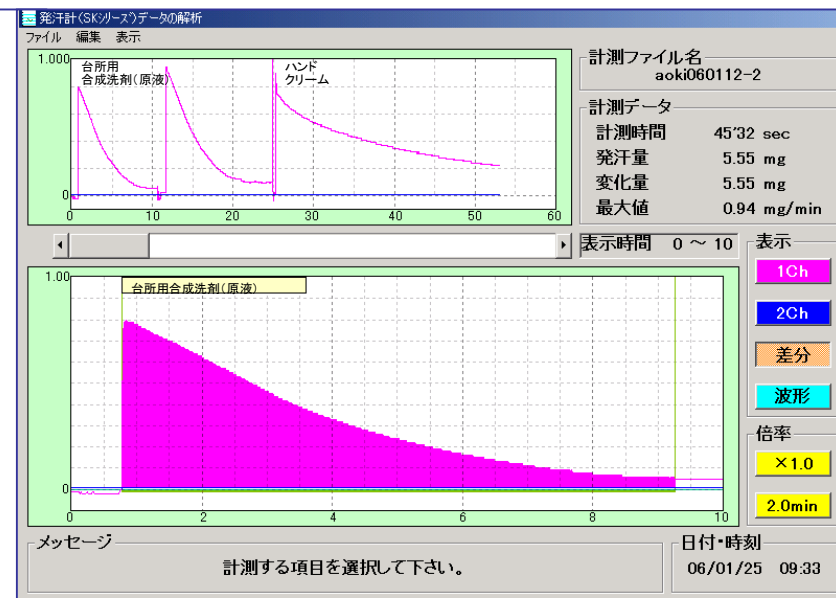 発汗計(SKシリーズ)データの解析
ファイル 編集 表示
1.000
台所用
合成洗剤(原液)
ハンド
クリーム
0
0 10 20 30 40 50 60
計測ファイル名
aoki060112-2
計測データ
計測時間 45'32 sec
発汗量 5.55 mg
変化量 5.55 mg
最大値 0.94 mg/min
表示時間 0 ～ 10
表示
1Ch
2Ch
差分
波形
倍率
×1.0
2.0min
1.00
台所用合成洗剤(原液)
0
0 2 4 6 8 10
メッセージ
計測する項目を選択して下さい。
日付・時刻
06/01/25 09:33